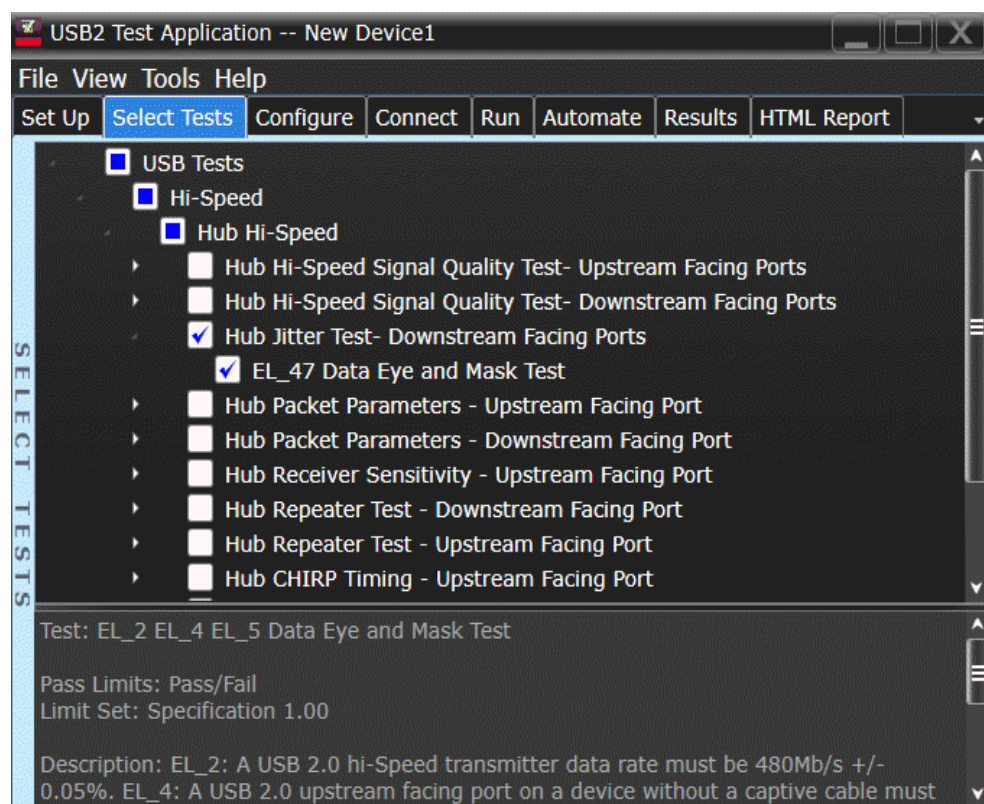 USB2 Test Application -- New Device1
File View Tools Help
Set Up Select Tests Configure Connect Run Automate Results HTML Report
SELECT TESTS
USB Tests
Hi-Speed
Hub Hi-Speed
Hub Hi-Speed Signal Quality Test- Upstream Facing Ports
Hub Hi-Speed Signal Quality Test- Downstream Facing Ports
Hub Jitter Test- Downstream Facing Ports
EL_47 Data Eye and Mask Test
Hub Packet Parameters - Upstream Facing Port
Hub Packet Parameters - Downstream Facing Port
Hub Receiver Sensitivity - Upstream Facing Port
Hub Repeater Test - Downstream Facing Port
Hub Repeater Test - Upstream Facing Port
Hub CHIRP Timing - Upstream Facing Port
Test: EL_2 EL_4 EL_5 Data Eye and Mask Test
Pass Limits: Pass/Fail
Limit Set: Specification 1.00
Description: EL_2: A USB 2.0 hi-Speed transmitter data rate must be 480Mb/s +/-
0.05%. EL_4: A USB 2.0 upstream facing port on a device without a captive cable must